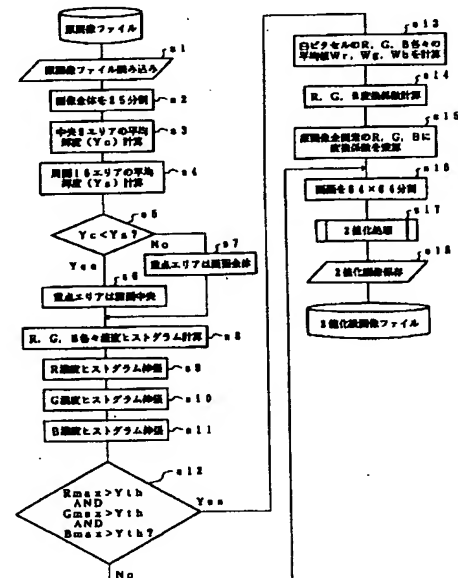 原画像ファイル
s1
原画像ファイル読み込み
画像全体を25分割
s2
中央9エリアの平均
輝度(Yc)計算
s3
周囲16エリアの平均
輝度(Ys)計算
s4
s5
Yc<Ys?
No
s7
重点エリアは画面全体
Yes
s6
重点エリアは画面中央
R、G、B各々濃度ヒストグラム計算
s8
R濃度ヒストグラム伸張
s9
G濃度ヒストグラム伸張
s10
B濃度ヒストグラム伸張
s11
s12
Rmax>Yth
AND
Gmax>Yth
AND
Bmax>Yth?
Yes
No
s13
白ピクセルのR、G、B各々の
平均値Wr、Wg、Wbを計算
s14
R、G、B変換係数計算
s15
原画像全画素のR、G、Bに
変換係数を乗算
s16
画面を64×64分割
s17
2値化処理
s18
2値化画像保存
2値化後画像ファイル